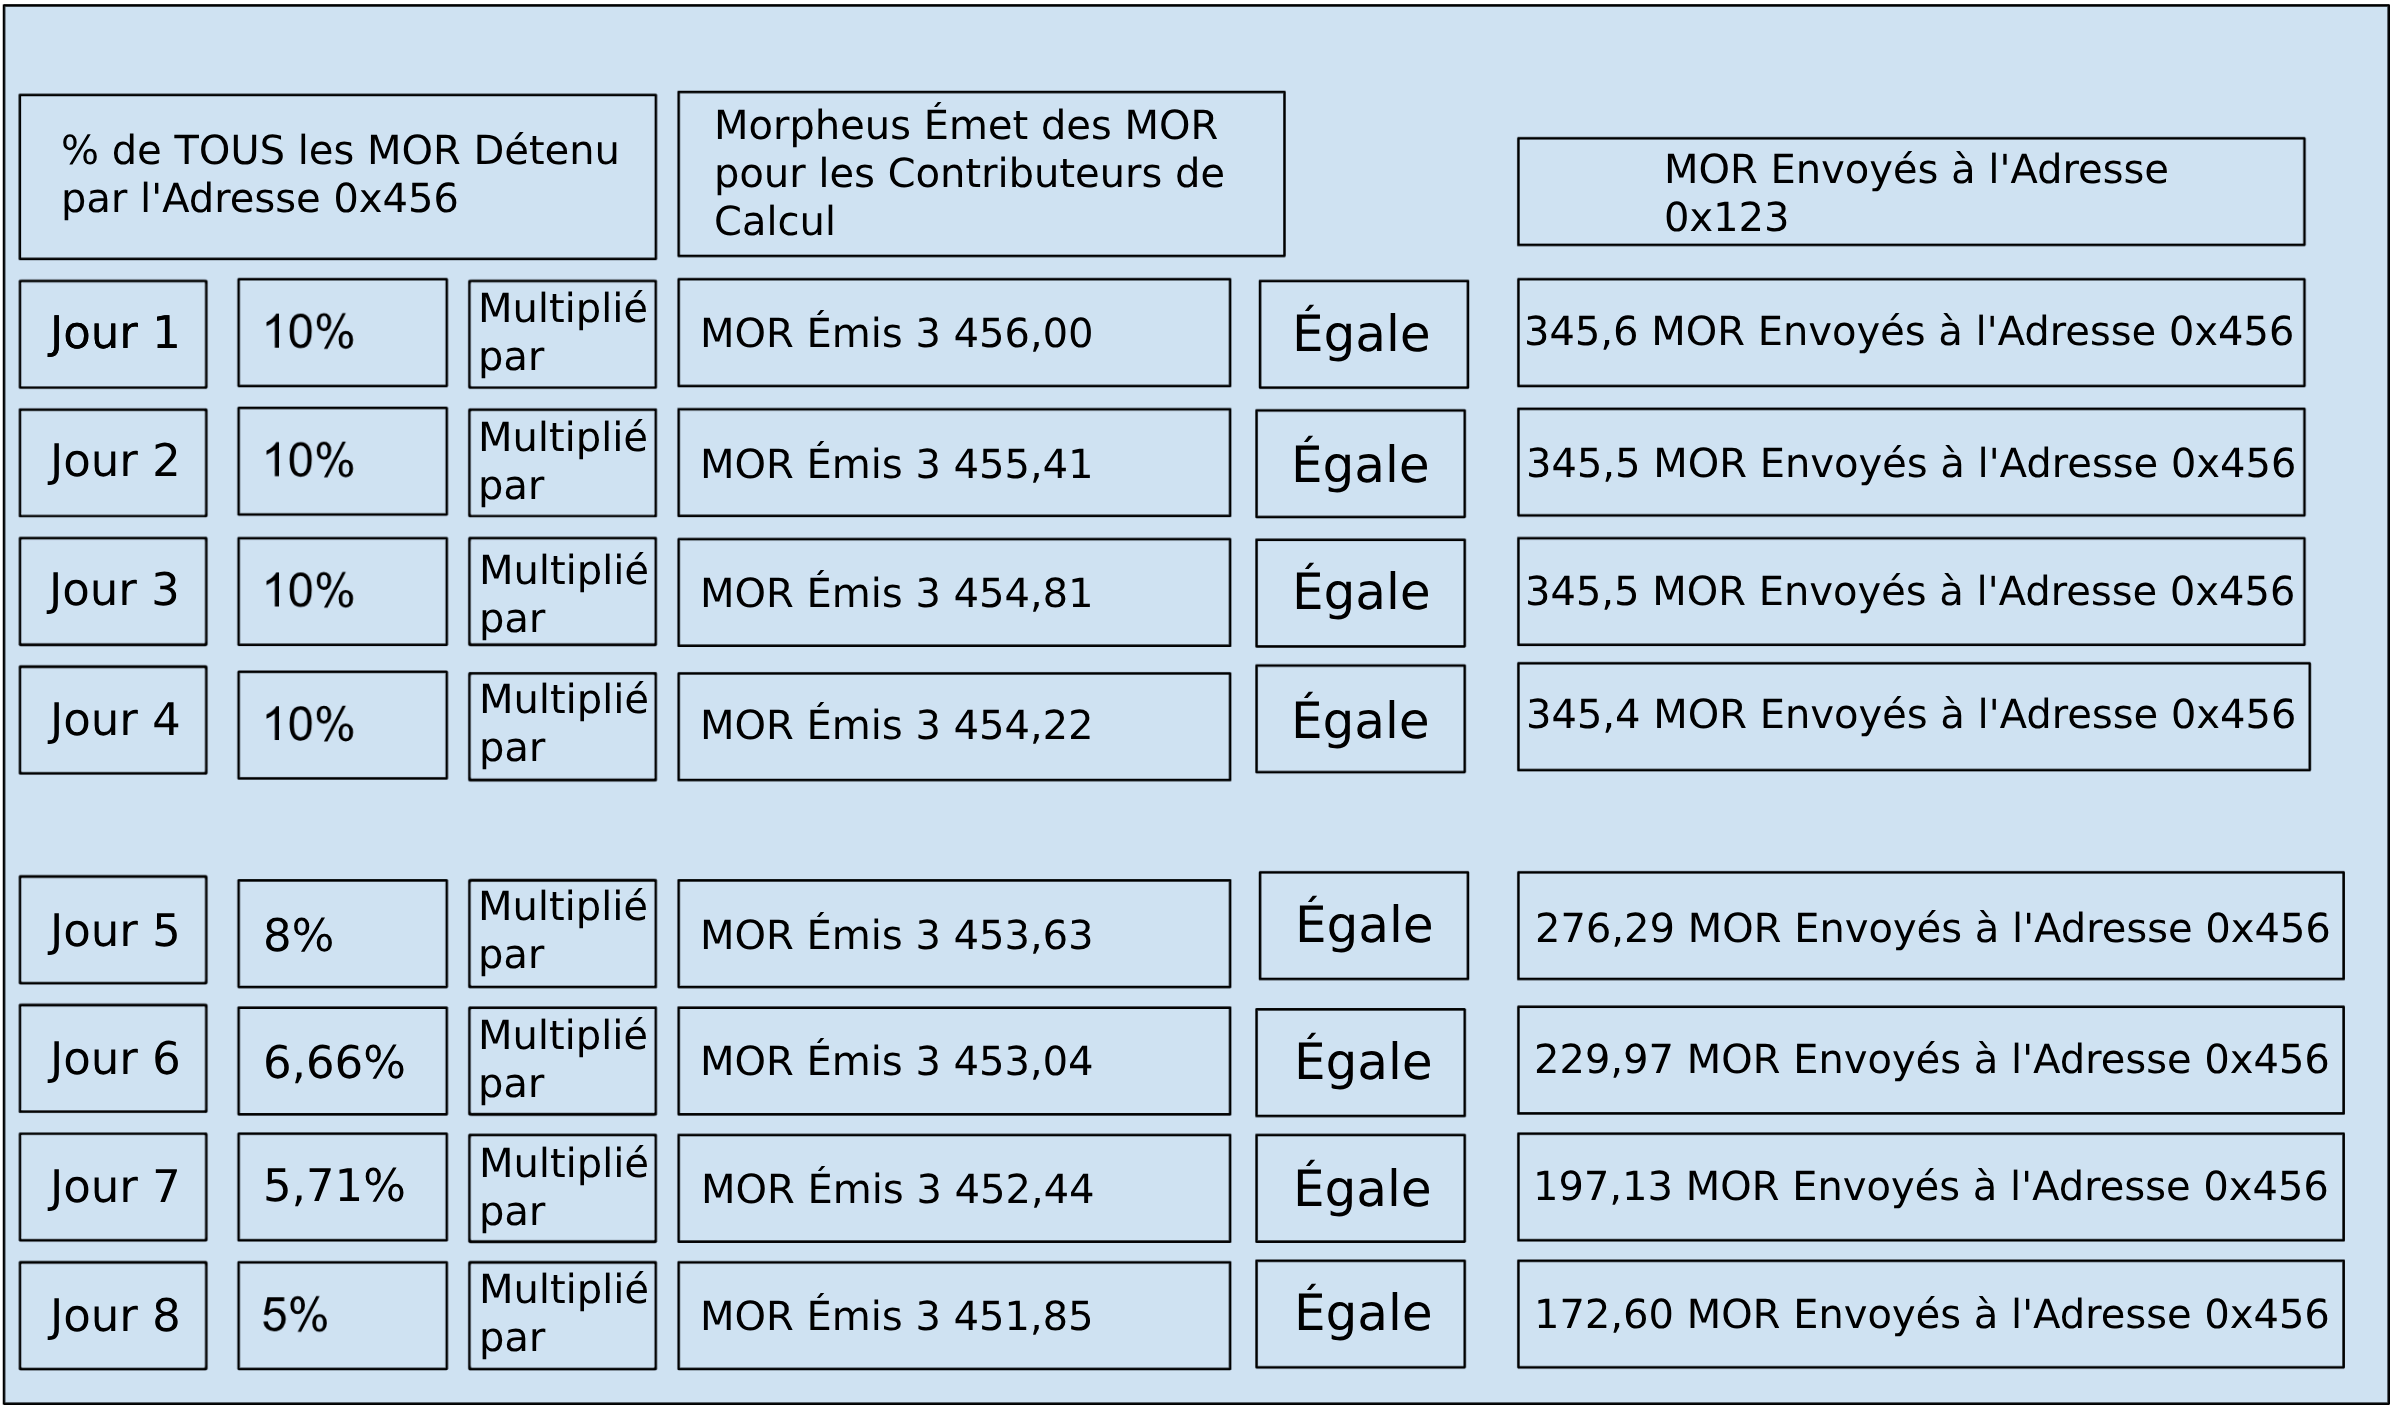 % de TOUS les MOR Détenu
par l'Adresse 0x456
Morpheus Émet des MOR
pour les Contributeurs de
Calcul
MOR Envoyés à l'Adresse
0x123
Jour 1
10%
Multiplié
par
MOR Émis 3 456,00
Égale
345,6 MOR Envoyés à l'Adresse 0x456
Jour 2
10%
Multiplié
par
MOR Émis 3 455,41
Égale
345,5 MOR Envoyés à l'Adresse 0x456
Jour 3
10%
Multiplié
par
MOR Émis 3 454,81
Égale
345,5 MOR Envoyés à l'Adresse 0x456
Jour 4
10%
Multiplié
par
MOR Émis 3 454,22
Égale
345,4 MOR Envoyés à l'Adresse 0x456
Jour 5
8%
Multiplié
par
MOR Émis 3 453,63
Égale
276,29 MOR Envoyés à l'Adresse 0x456
Jour 6
6,66%
Multiplié
par
MOR Émis 3 453,04
Égale
229,97 MOR Envoyés à l'Adresse 0x456
Jour 7
5,71%
Multiplié
par
MOR Émis 3 452,44
Égale
197,13 MOR Envoyés à l'Adresse 0x456
Jour 8
5%
Multiplié
par
MOR Émis 3 451,85
Égale
172,60 MOR Envoyés à l'Adresse 0x456